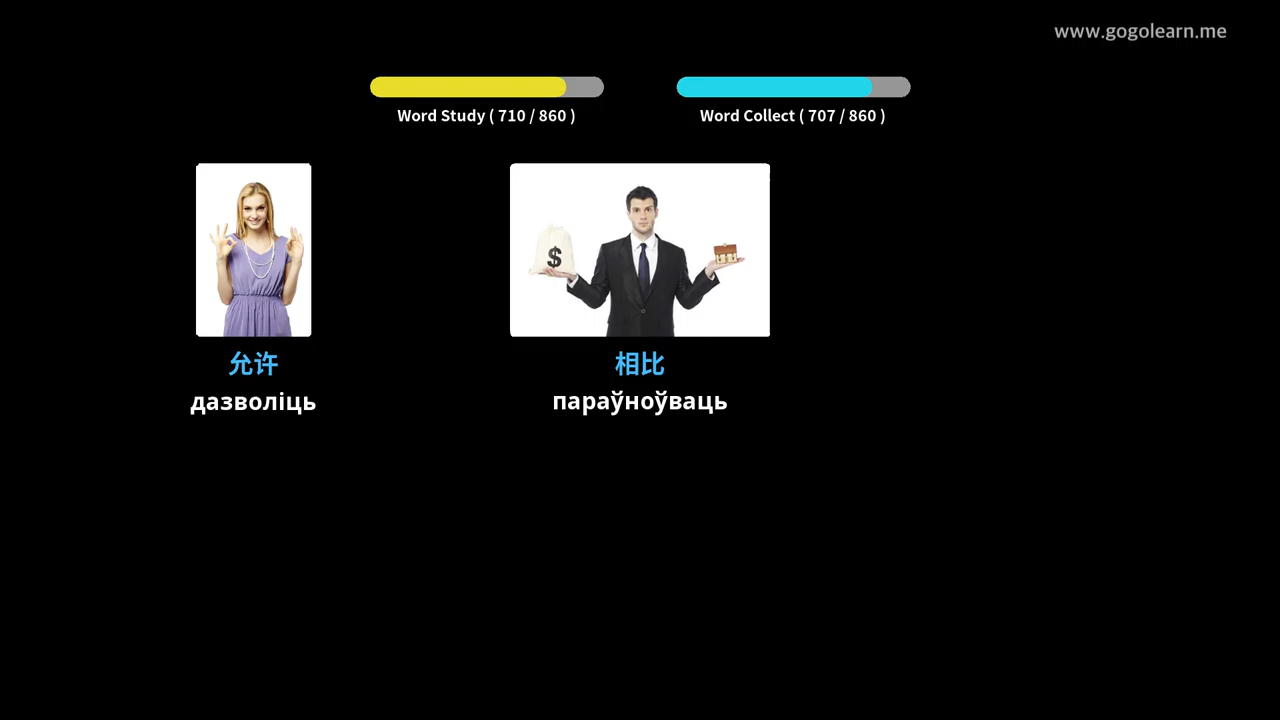 www.gogolearn.me
Word Study ( 710 / 860 )
Word Collect ( 707 / 860 )
$
允许
相比
дазволіць
параўноўваць